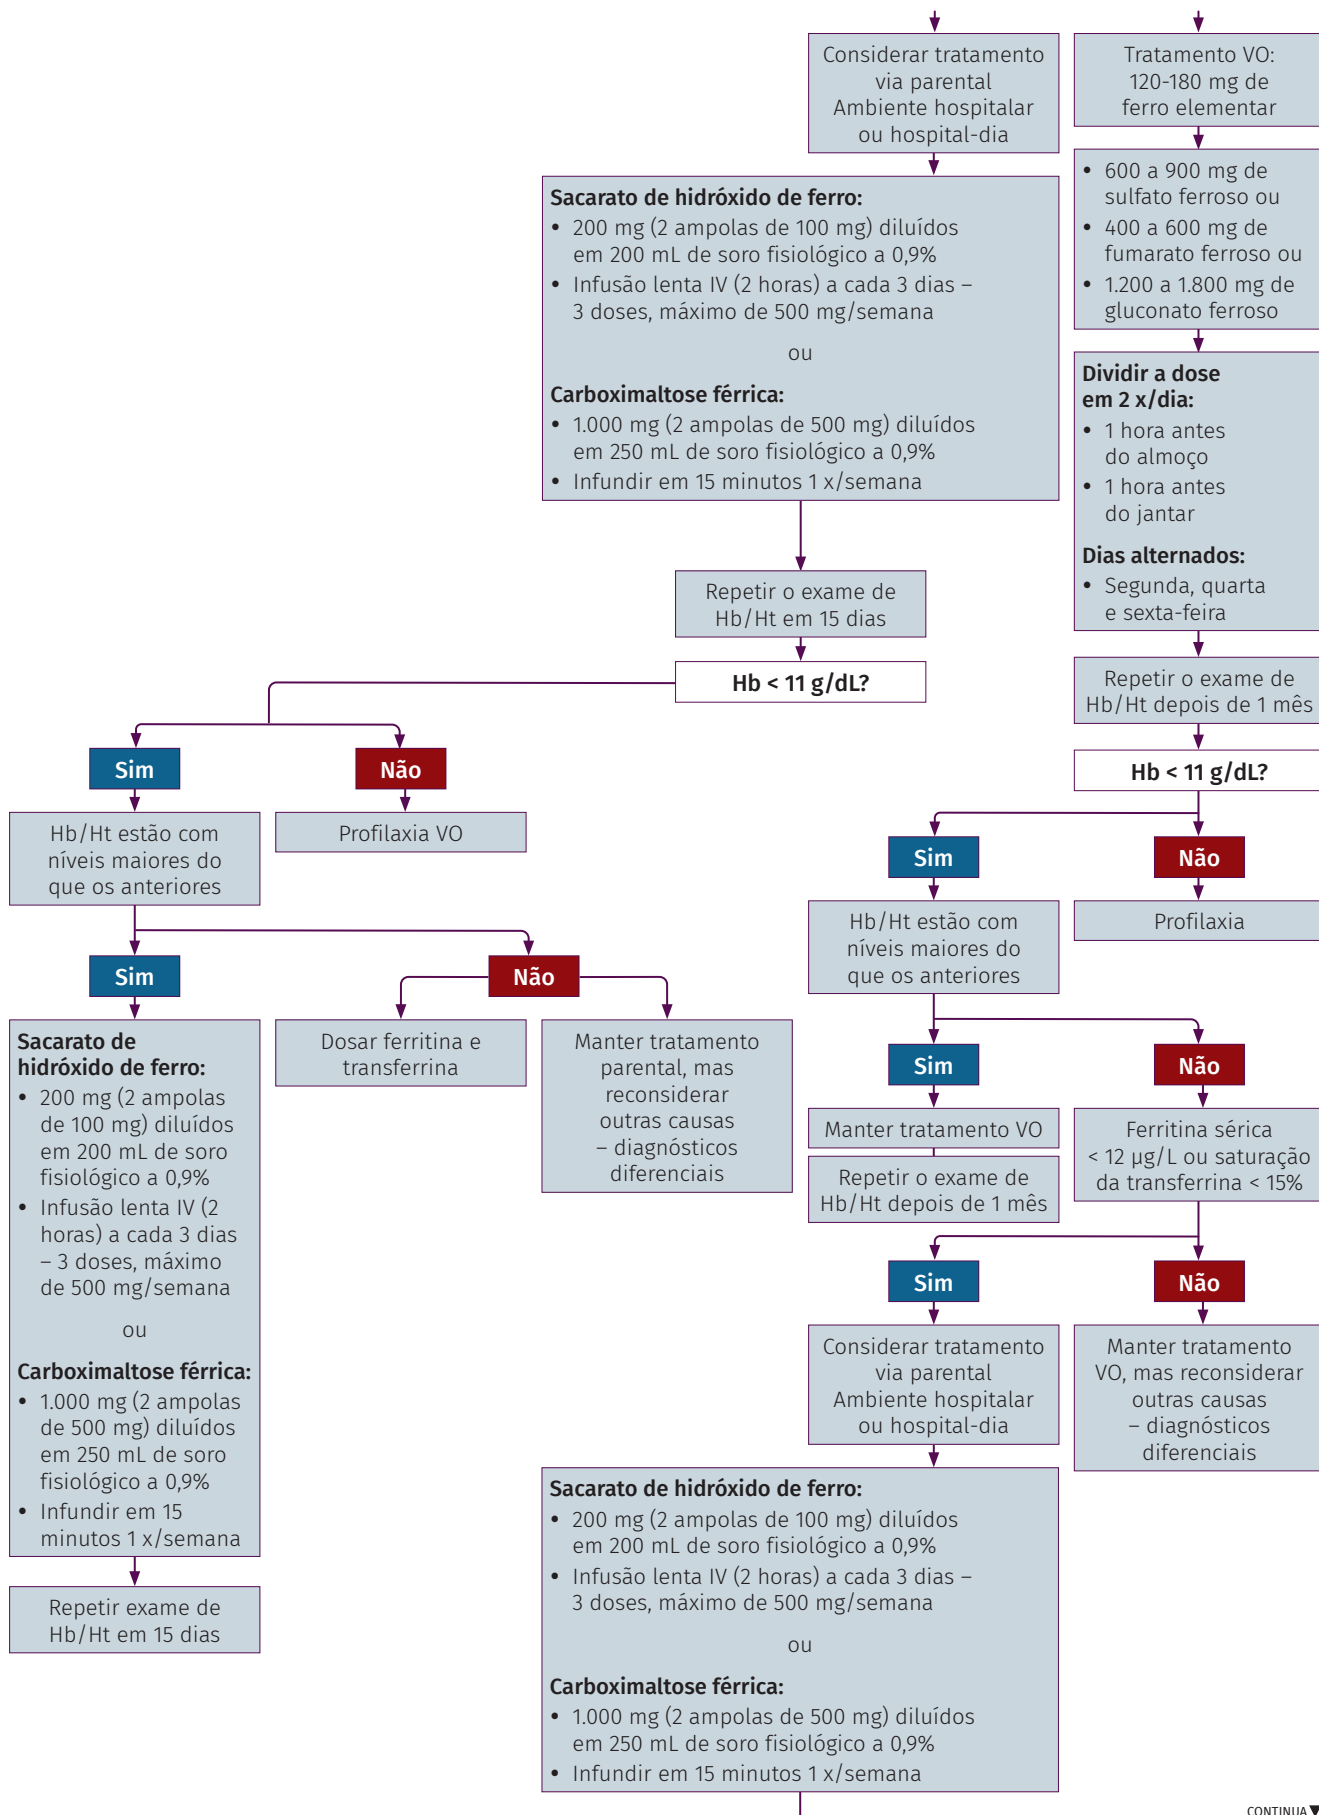 Considerar tratamento
via parental
Ambiente hospitalar
ou hospital-dia
Sacarato de hidróxido de ferro:
• 200 mg (2 ampolas de 100 mg) diluídos
em 200 mL de soro fisiológico a 0,9%
• Infusão lenta IV (2 horas) a cada 3 dias –
3 doses, máximo de 500 mg/semana
ou
Carboximaltose férrica:
• 1.000 mg (2 ampolas de 500 mg) diluídos
em 250 mL de soro fisiológico a 0,9%
• Infundir em 15 minutos 1 x/semana
Repetir o exame de
Hb/Ht em 15 dias
Hb < 11 g/dL?
Sim
Não
Hb/Ht estão com
níveis maiores do
que os anteriores
Profilaxia VO
Sim
Não
Sacarato de
hidróxido de ferro:
• 200 mg (2 ampolas
de 100 mg) diluídos
em 200 mL de soro
fisiológico a 0,9%
• Infusão lenta IV (2
horas) a cada 3 dias
– 3 doses, máximo
de 500 mg/semana
ou
Carboximaltose férrica:
• 1.000 mg (2 ampolas
de 500 mg) diluídos
em 250 mL de soro
fisiológico a 0,9%
• Infundir em 15
minutos 1 x/semana
Repetir exame de
Hb/Ht em 15 dias
Dosar ferritina e
transferrina
Manter tratamento
parental, mas
reconsiderar
outras causas
– diagnósticos
diferenciais
Tratamento VO:
120-180 mg de
ferro elementar
• 600 a 900 mg de
sulfato ferroso ou
• 400 a 600 mg de
fumarato ferroso ou
• 1.200 a 1.800 mg de
gluconato ferroso
Dividir a dose
em 2 x/dia:
• 1 hora antes
do almoço
• 1 hora antes
do jantar
Dias alternados:
• Segunda, quarta
e sexta-feira
Repetir o exame de
Hb/Ht depois de 1 mês
Hb < 11 g/dL?
Sim
Não
Hb/Ht estão com
níveis maiores do
que os anteriores
Profilaxia
Sim
Não
Manter tratamento VO
Repetir o exame de
Hb/Ht depois de 1 mês
Ferritina sérica
< 12 µg/L ou saturação
da transferrina < 15%
Sim
Não
Considerar tratamento
via parental
Ambiente hospitalar
ou hospital-dia
Manter tratamento
VO, mas reconsiderar
outras causas
– diagnósticos
diferenciais
Sacarato de hidróxido de ferro:
• 200 mg (2 ampolas de 100 mg) diluídos
em 200 mL de soro fisiológico a 0,9%
• Infusão lenta IV (2 horas) a cada 3 dias –
3 doses, máximo de 500 mg/semana
ou
Carboximaltose férrica:
• 1.000 mg (2 ampolas de 500 mg) diluídos
em 250 mL de soro fisiológico a 0,9%
• Infundir em 15 minutos 1 x/semana
CONTINUA▼